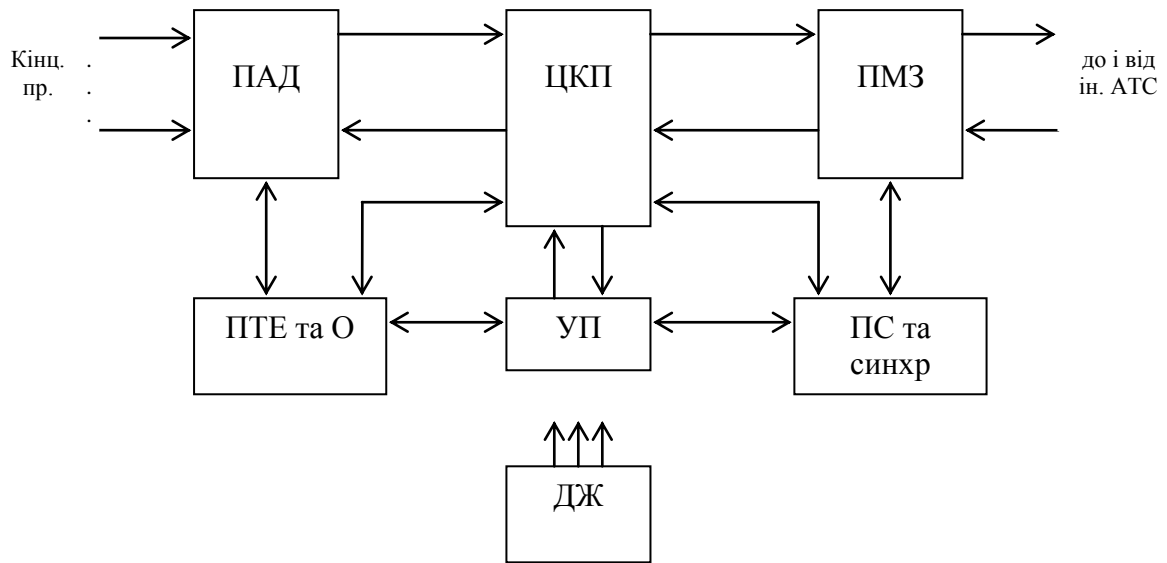 Кінц.
пр.
ПАД
ЦКП
ПМЗ
до і від
ін. АТС
ПТЕ та О
УП
ПС та
синхр
ДЖ